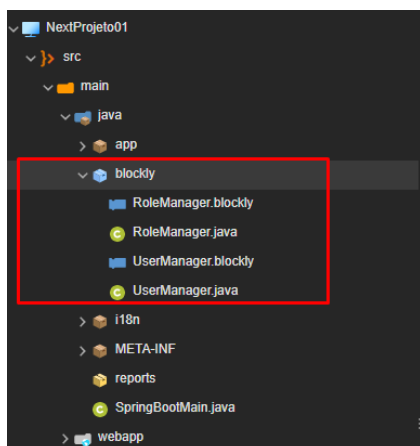 NextProjeto01
src
main
java
app
blockly
RoleManager.blockly
RoleManager.java
UserManager.blockly
UserManager.java
i18n
META-INF
reports
SpringBootMain.java
webapp